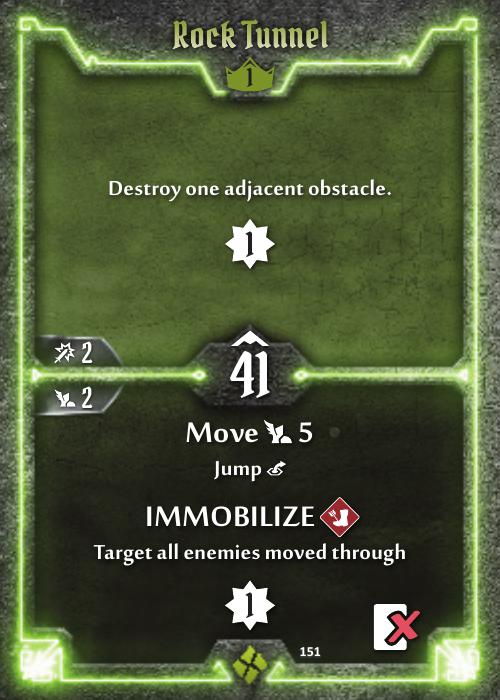 Rock Tunnel
1
Destroy one adjacent obstacle.
1
2
41
2
Move 5
Jump
IMMOBILIZE
Target all enemies moved through
1
151